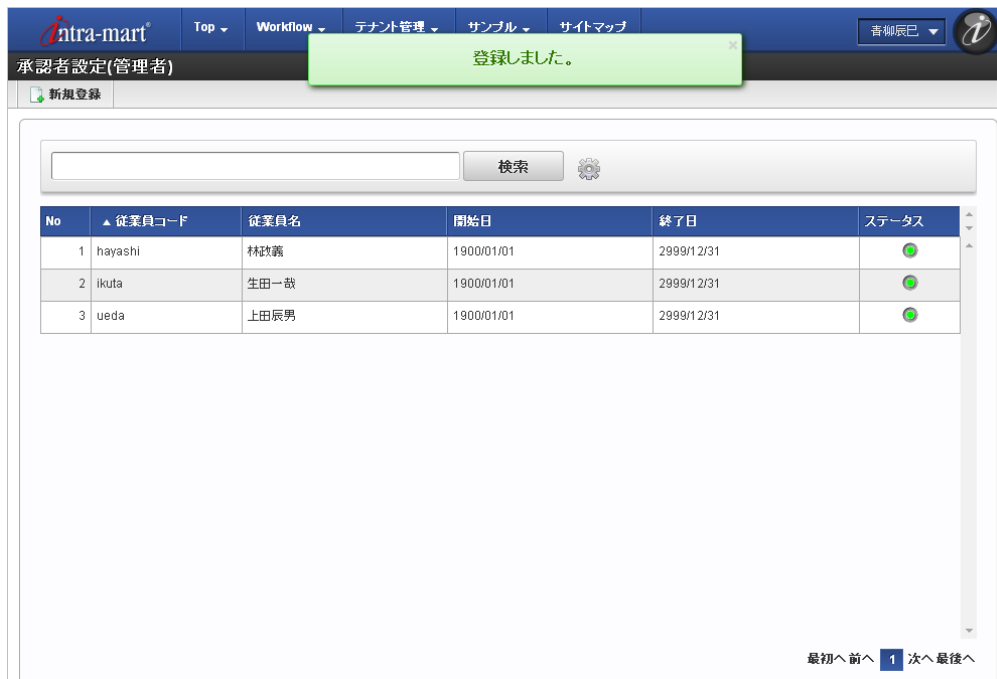 intra-mart® Top Workflow テナント管理 サンプル サイトマップ 青柳辰巳
登録しました。 ×
承認者設定(管理者)
新規登録
検索
No ▲ 従業員コード 従業員名 開始日 終了日 ステータス
1 hayashi 林政義 1900/01/01 2999/12/31
2 ikuta 生田一哉 1900/01/01 2999/12/31
3 ueda 上田辰男 1900/01/01 2999/12/31
最初へ 前へ 1 次へ 最後へ